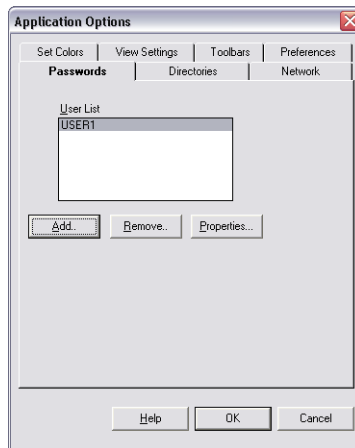 Application Options
Set Colors View Settings Toolbars Preferences
Passwords Directories Network
User List
USER1
Add.. Remove.. Properties...
Help OK Cancel